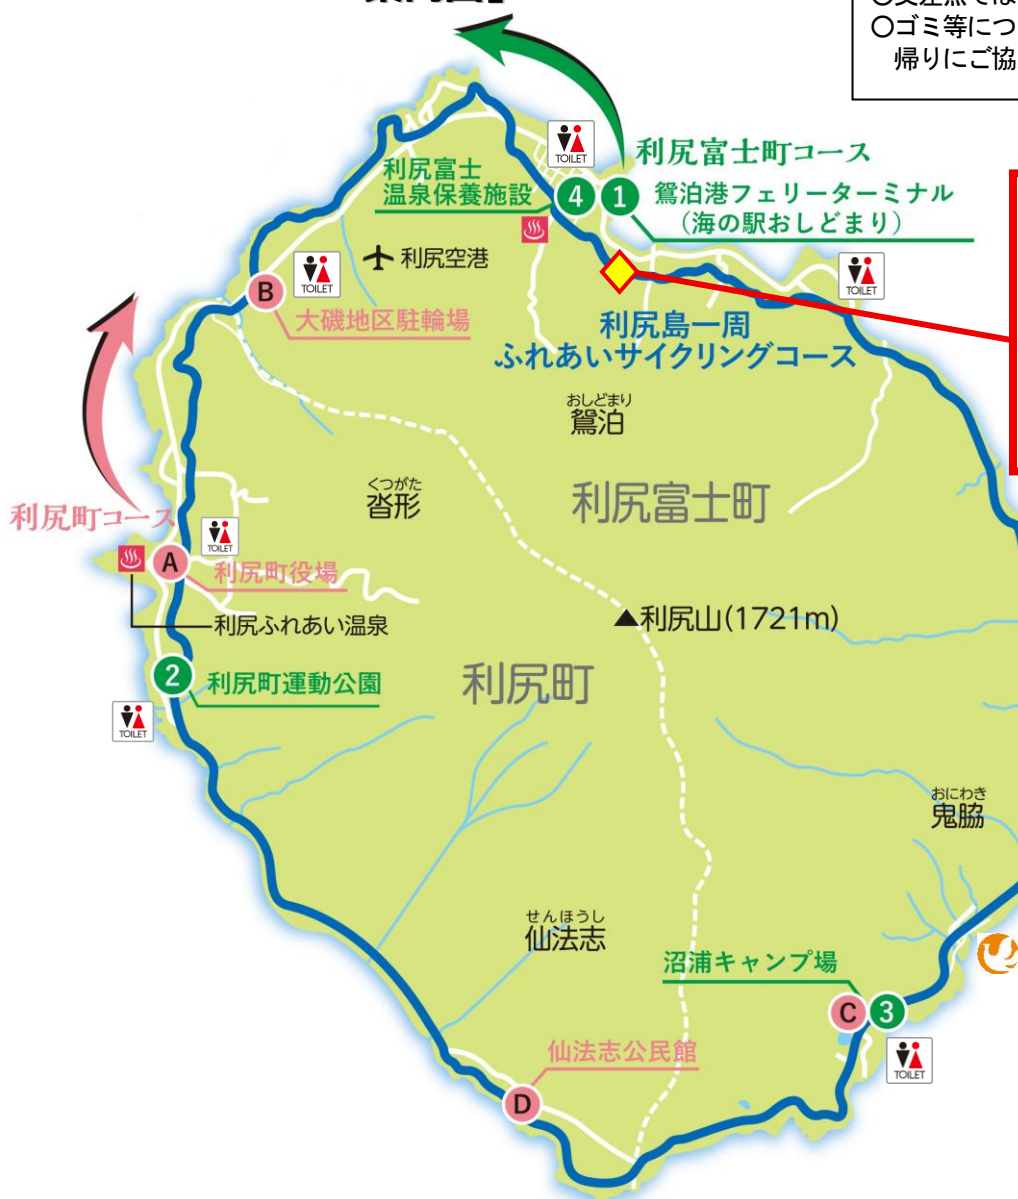 〇ゴミ等につ
帰りにご協
TOILET
利尻富士町コース
利尻富士
温泉保養施設
4
1
鴛泊港フェリーターミナル
(海の駅おしどまり)
利尻空港
TOILET
TOILET
B
大磯地区駐輪場
利尻島一周
ふれあいサイクリングコース
おしどまり
鴛泊
くつがた
沓形
利尻富士町
利尻町コース
TOILET
A
利尻町役場
利尻ふれあい温泉
▲利尻山(1721m)
2
利尻町運動公園
利尻町
TOILET
おにわき
鬼脇
せんほうし
仙法志
沼浦キャンプ場
C
3
TOILET
仙法志公民館
D